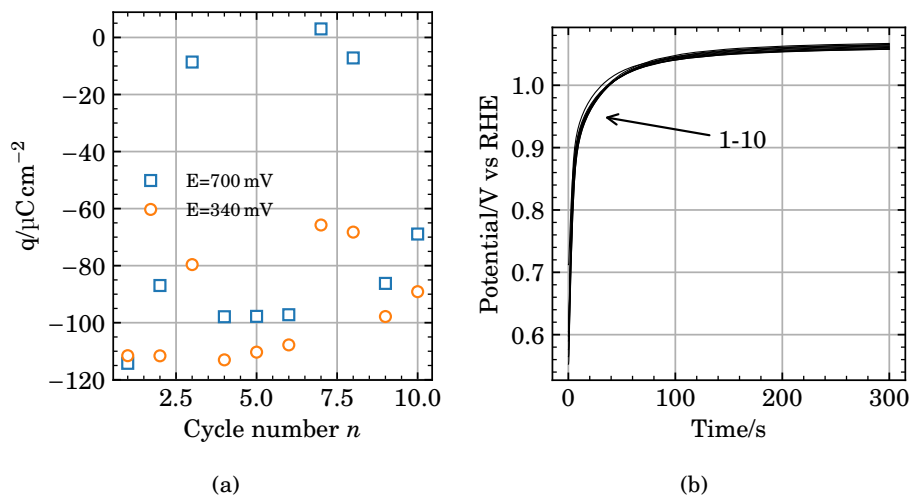 0
−20
−40
−60
−80
−100
−120
q/μC cm⁻²
E=700 mV
E=340 mV
2.5
5.0
7.5
10.0
Cycle number n
(a)
1.0
0.9
0.8
0.7
0.6
Potential/V vs RHE
1-10
0
100
200
300
Time/s
(b)